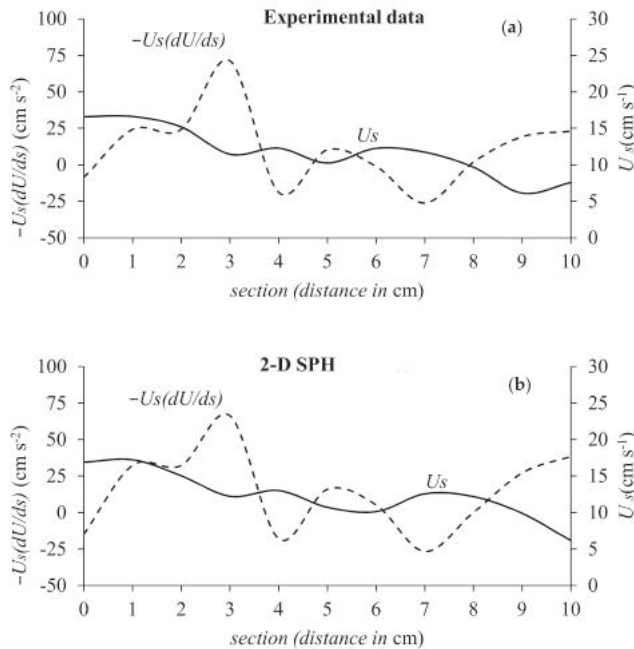 Experimental data
(a)
−Us(dU/ds)
Us
−Us(dU/ds) (cm s⁻²)
100
75
50
25
0
-25
-50
30
25
20
15
10
5
0
U s(cm s⁻¹)
0 1 2 3 4 5 6 7 8 9 10
section (distance in cm)
2-D SPH
(b)
−Us(dU/ds)
Us
−Us(dU/ds) (cm s⁻²)
100
75
50
25
0
-25
-50
30
25
20
15
10
5
0
U s(cm s⁻¹)
0 1 2 3 4 5 6 7 8 9 10
section (distance in cm)